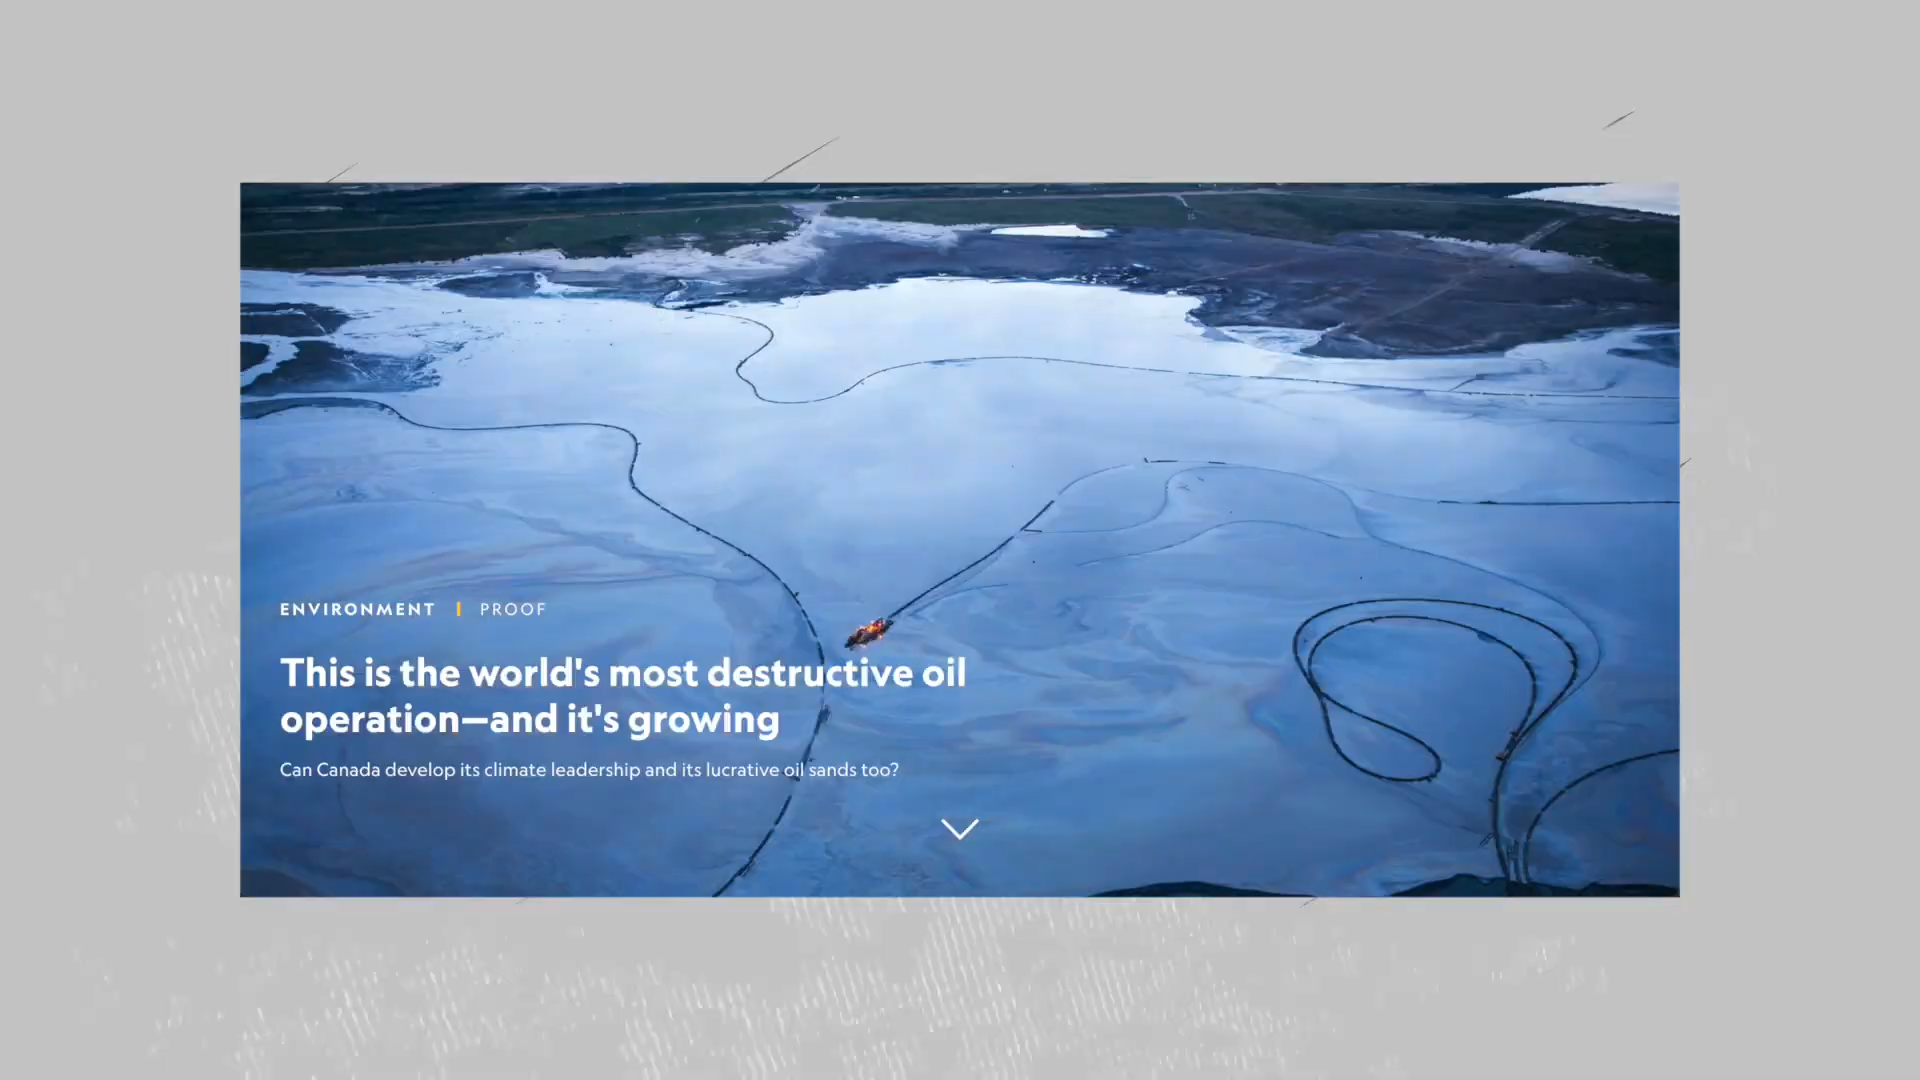 ENVIRONMENT | PROOF
This is the world's most destructive oil
operation—and it's growing
Can Canada develop its climate leadership and its lucrative oil sands too?